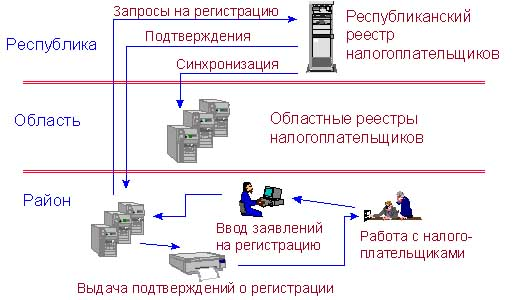 Запросы на регистрацию
Республиканский
реестр
налогоплательщиков
Республика
Подтверждения
Синхронизация
Область
Областные реестры
налогоплательщиков
Район
Ввод заявлений
на регистрацию
Работа с налого-
плательщиками
Выдача подтверждений о регистрации